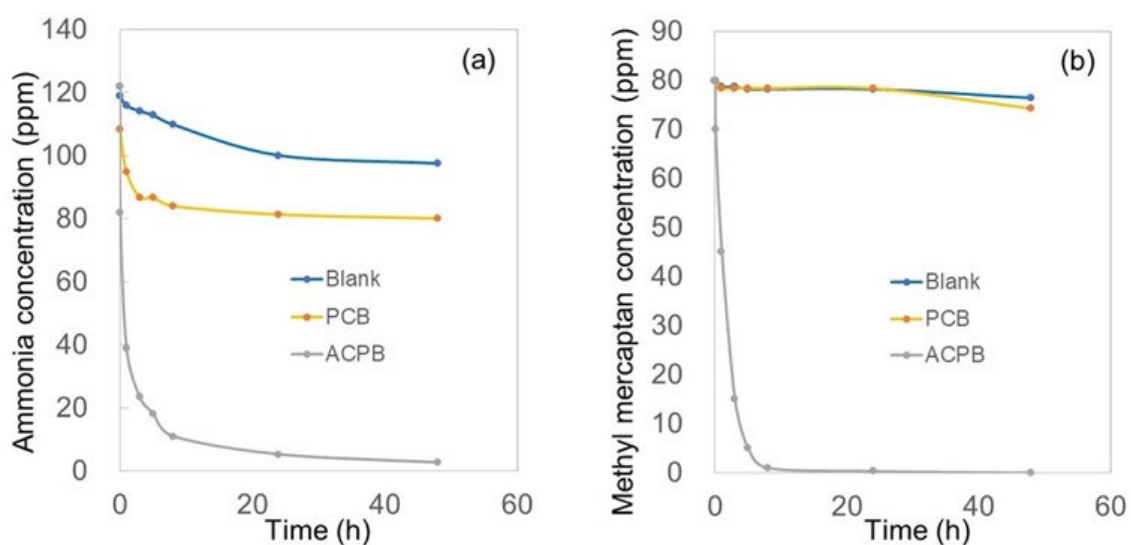 (a)
Ammonia concentration (ppm)
140
120
100
80
60
40
20
0
Blank
PCB
ACPB
0 20 40 60
Time (h)
(b)
Methyl mercaptan concentration (ppm)
90
80
70
60
50
40
30
20
10
0
Blank
PCB
ACPB
0 20 40 60
Time (h)